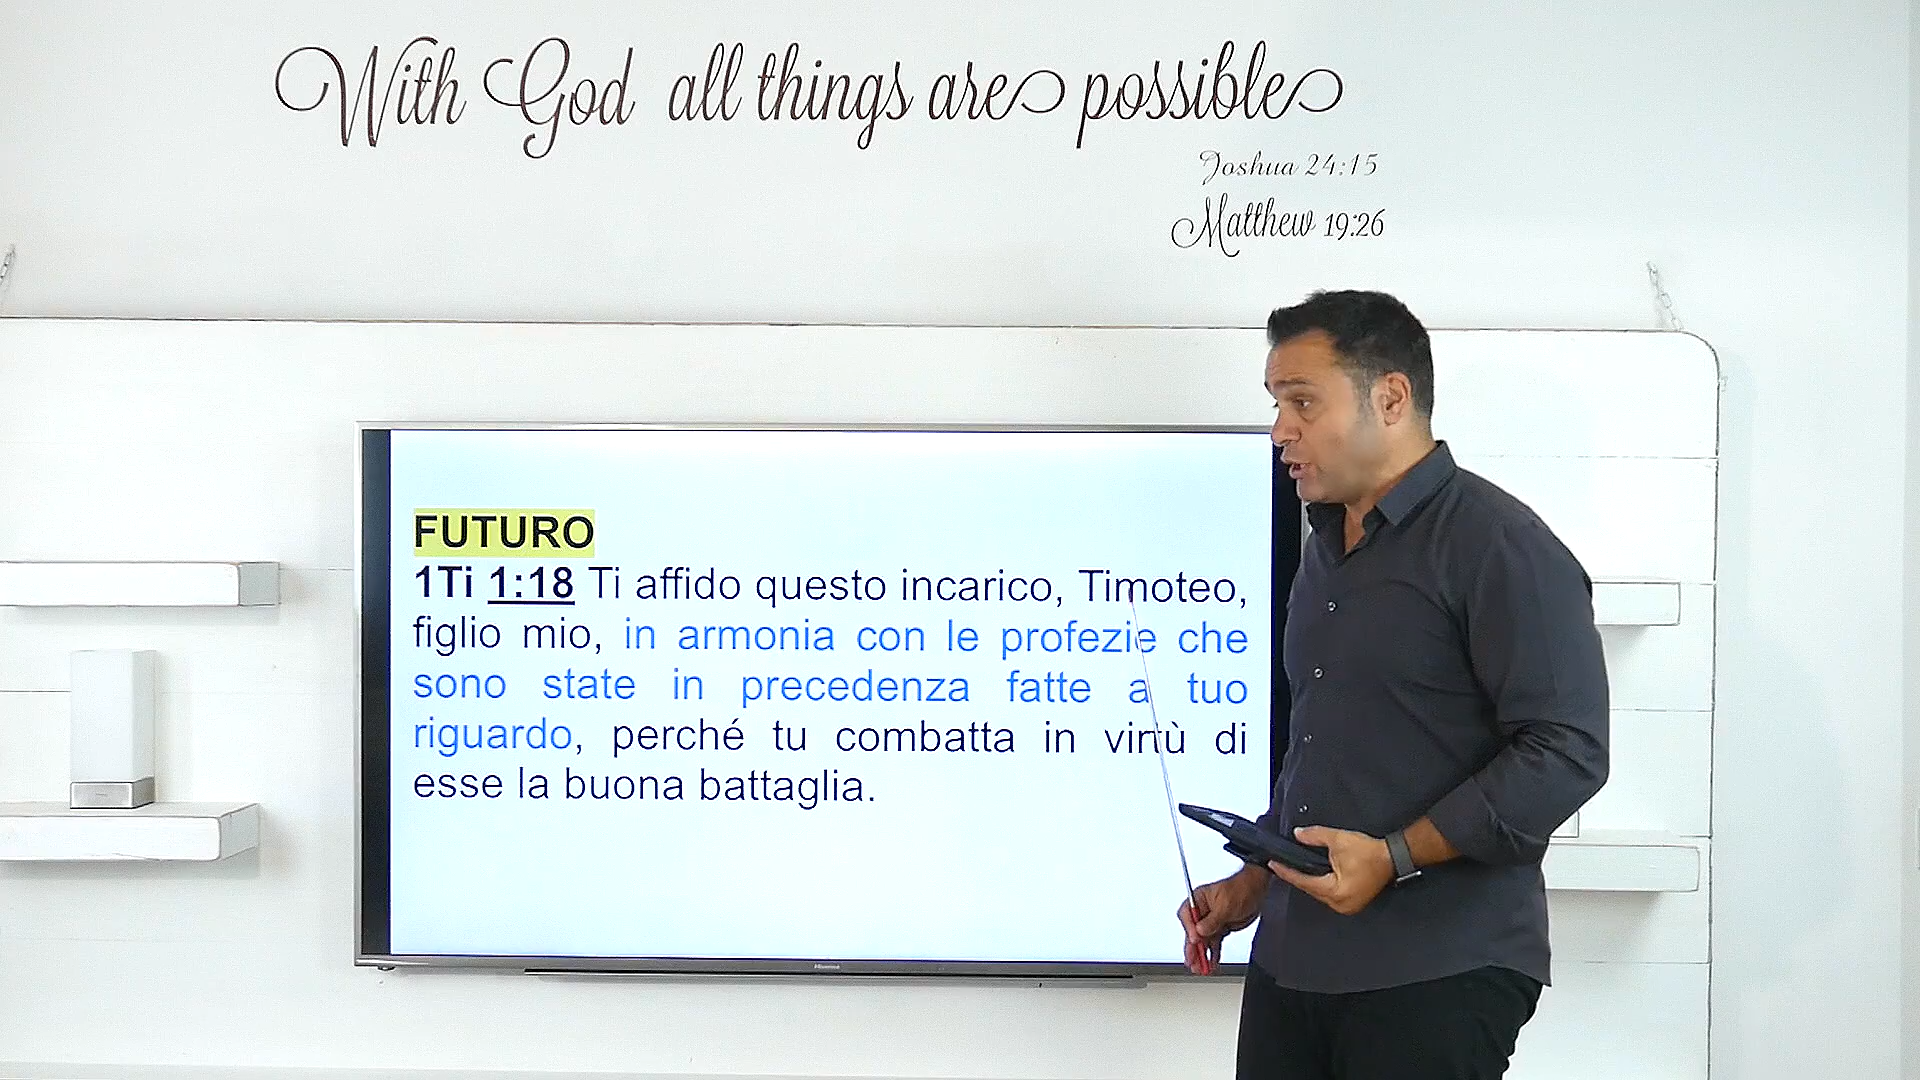 With God all things are possible
Joshua 24:15
Matthew 19:26
FUTURO
1Ti 1:18 Ti affido questo incarico, Timoteo,
figlio mio, in armonia con le profezie che
sono state in precedenza fatte a tuo
riguardo, perché tu combatta in virtù di
esse la buona battaglia.
Hisense